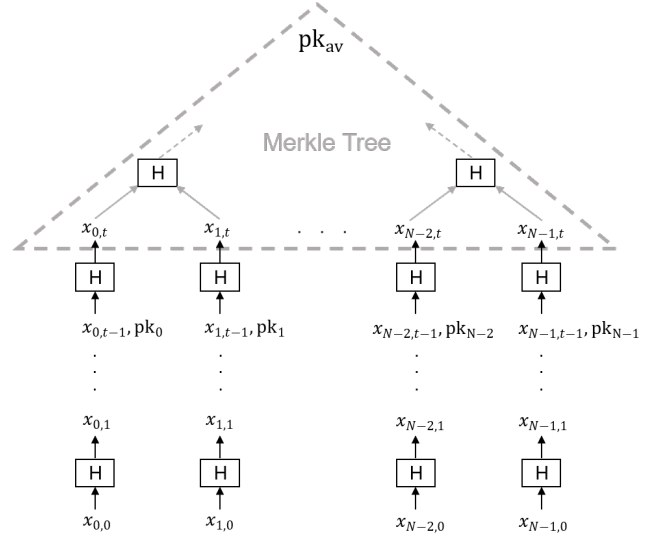 pk_av
Merkle Tree
H H
x_{0,t} x_{1,t} . . . x_{N−2,t} x_{N−1,t}
H H H H
x_{0,t−1}, pk_0 x_{1,t−1}, pk_1 x_{N−2,t−1}, pk_{N−2} x_{N−1,t−1}, pk_{N−1}
x_{0,1} x_{1,1} x_{N−2,1} x_{N−1,1}
H H H H
x_{0,0} x_{1,0} x_{N−2,0} x_{N−1,0}